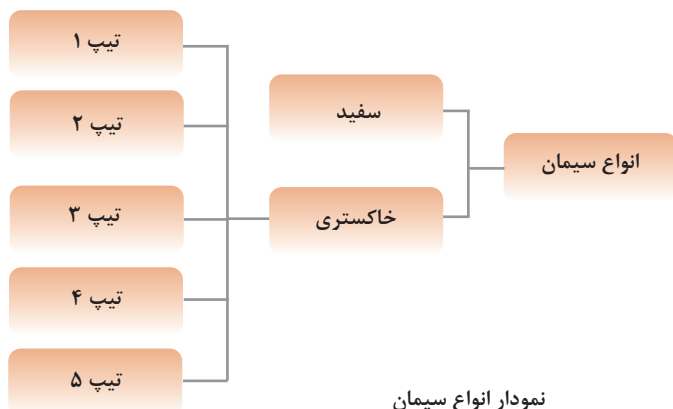 انواع سیمان
سفید
خاکستری
تیپ ۱
تیپ ۲
تیپ ۳
تیپ ۴
تیپ ۵
نمودار انواع سیمان